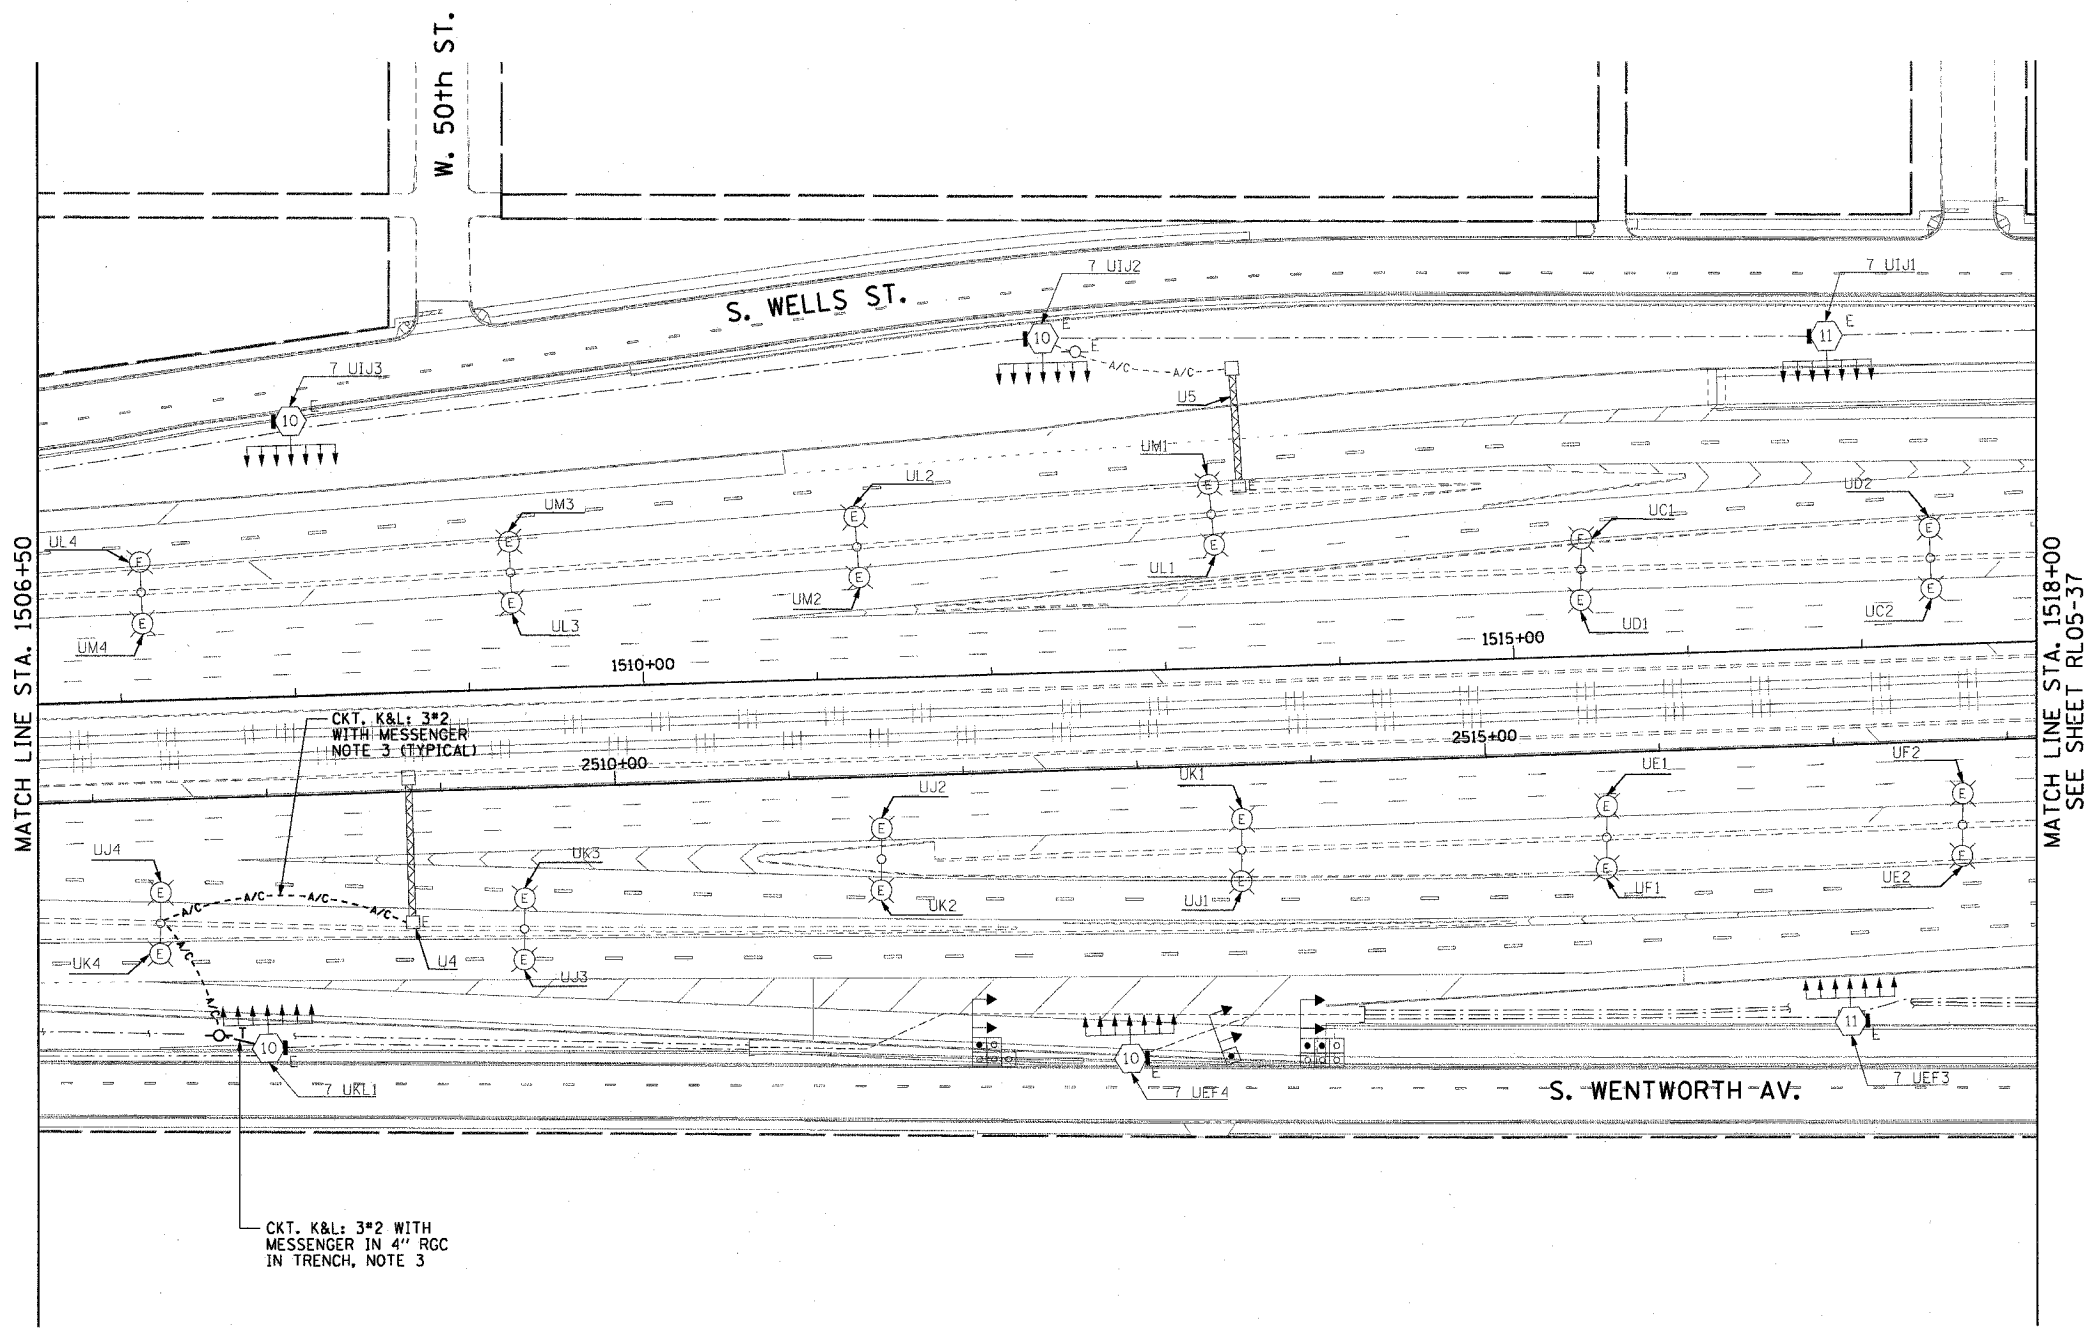 W. 50th ST.
7 UIJ2
7 UIJ1
S. WELLS ST.
E
10
E
11
E
A/C
A/C
7 UIJ3
E
10
U5
UM1
UL2
UD2
UM3
UC1
UL4
E
E
E
E
E
E
E
E
E
E
E
E
E
UL1
UM2
UD1
UC2
UL3
UM4
MATCH LINE STA. 1506+50
MATCH LINE STA. 1518+00
SEE SHEET RL05-37
1510+00
1515+00
CKT. K&L: 3#2
WITH MESSENGER
NOTE 3 (TYPICAL)
2510+00
2515+00
UJ2
UK1
UE1
UF2
UJ4
UK3
E
E
E
E
E
E
E
E
E
E
E
E
E
A/C
A/C
A/C
A/C
UK2
UJ1
UF1
UE2
UK4
U4
UJ3
A/C
A/C
T
10
E
10
E
11
E
7 UKL1
7 UEF4
7 UEF3
S. WENTWORTH AV.
CKT. K&L: 3#2 WITH
MESSENGER IN 4" RGC
IN TRENCH, NOTE 3